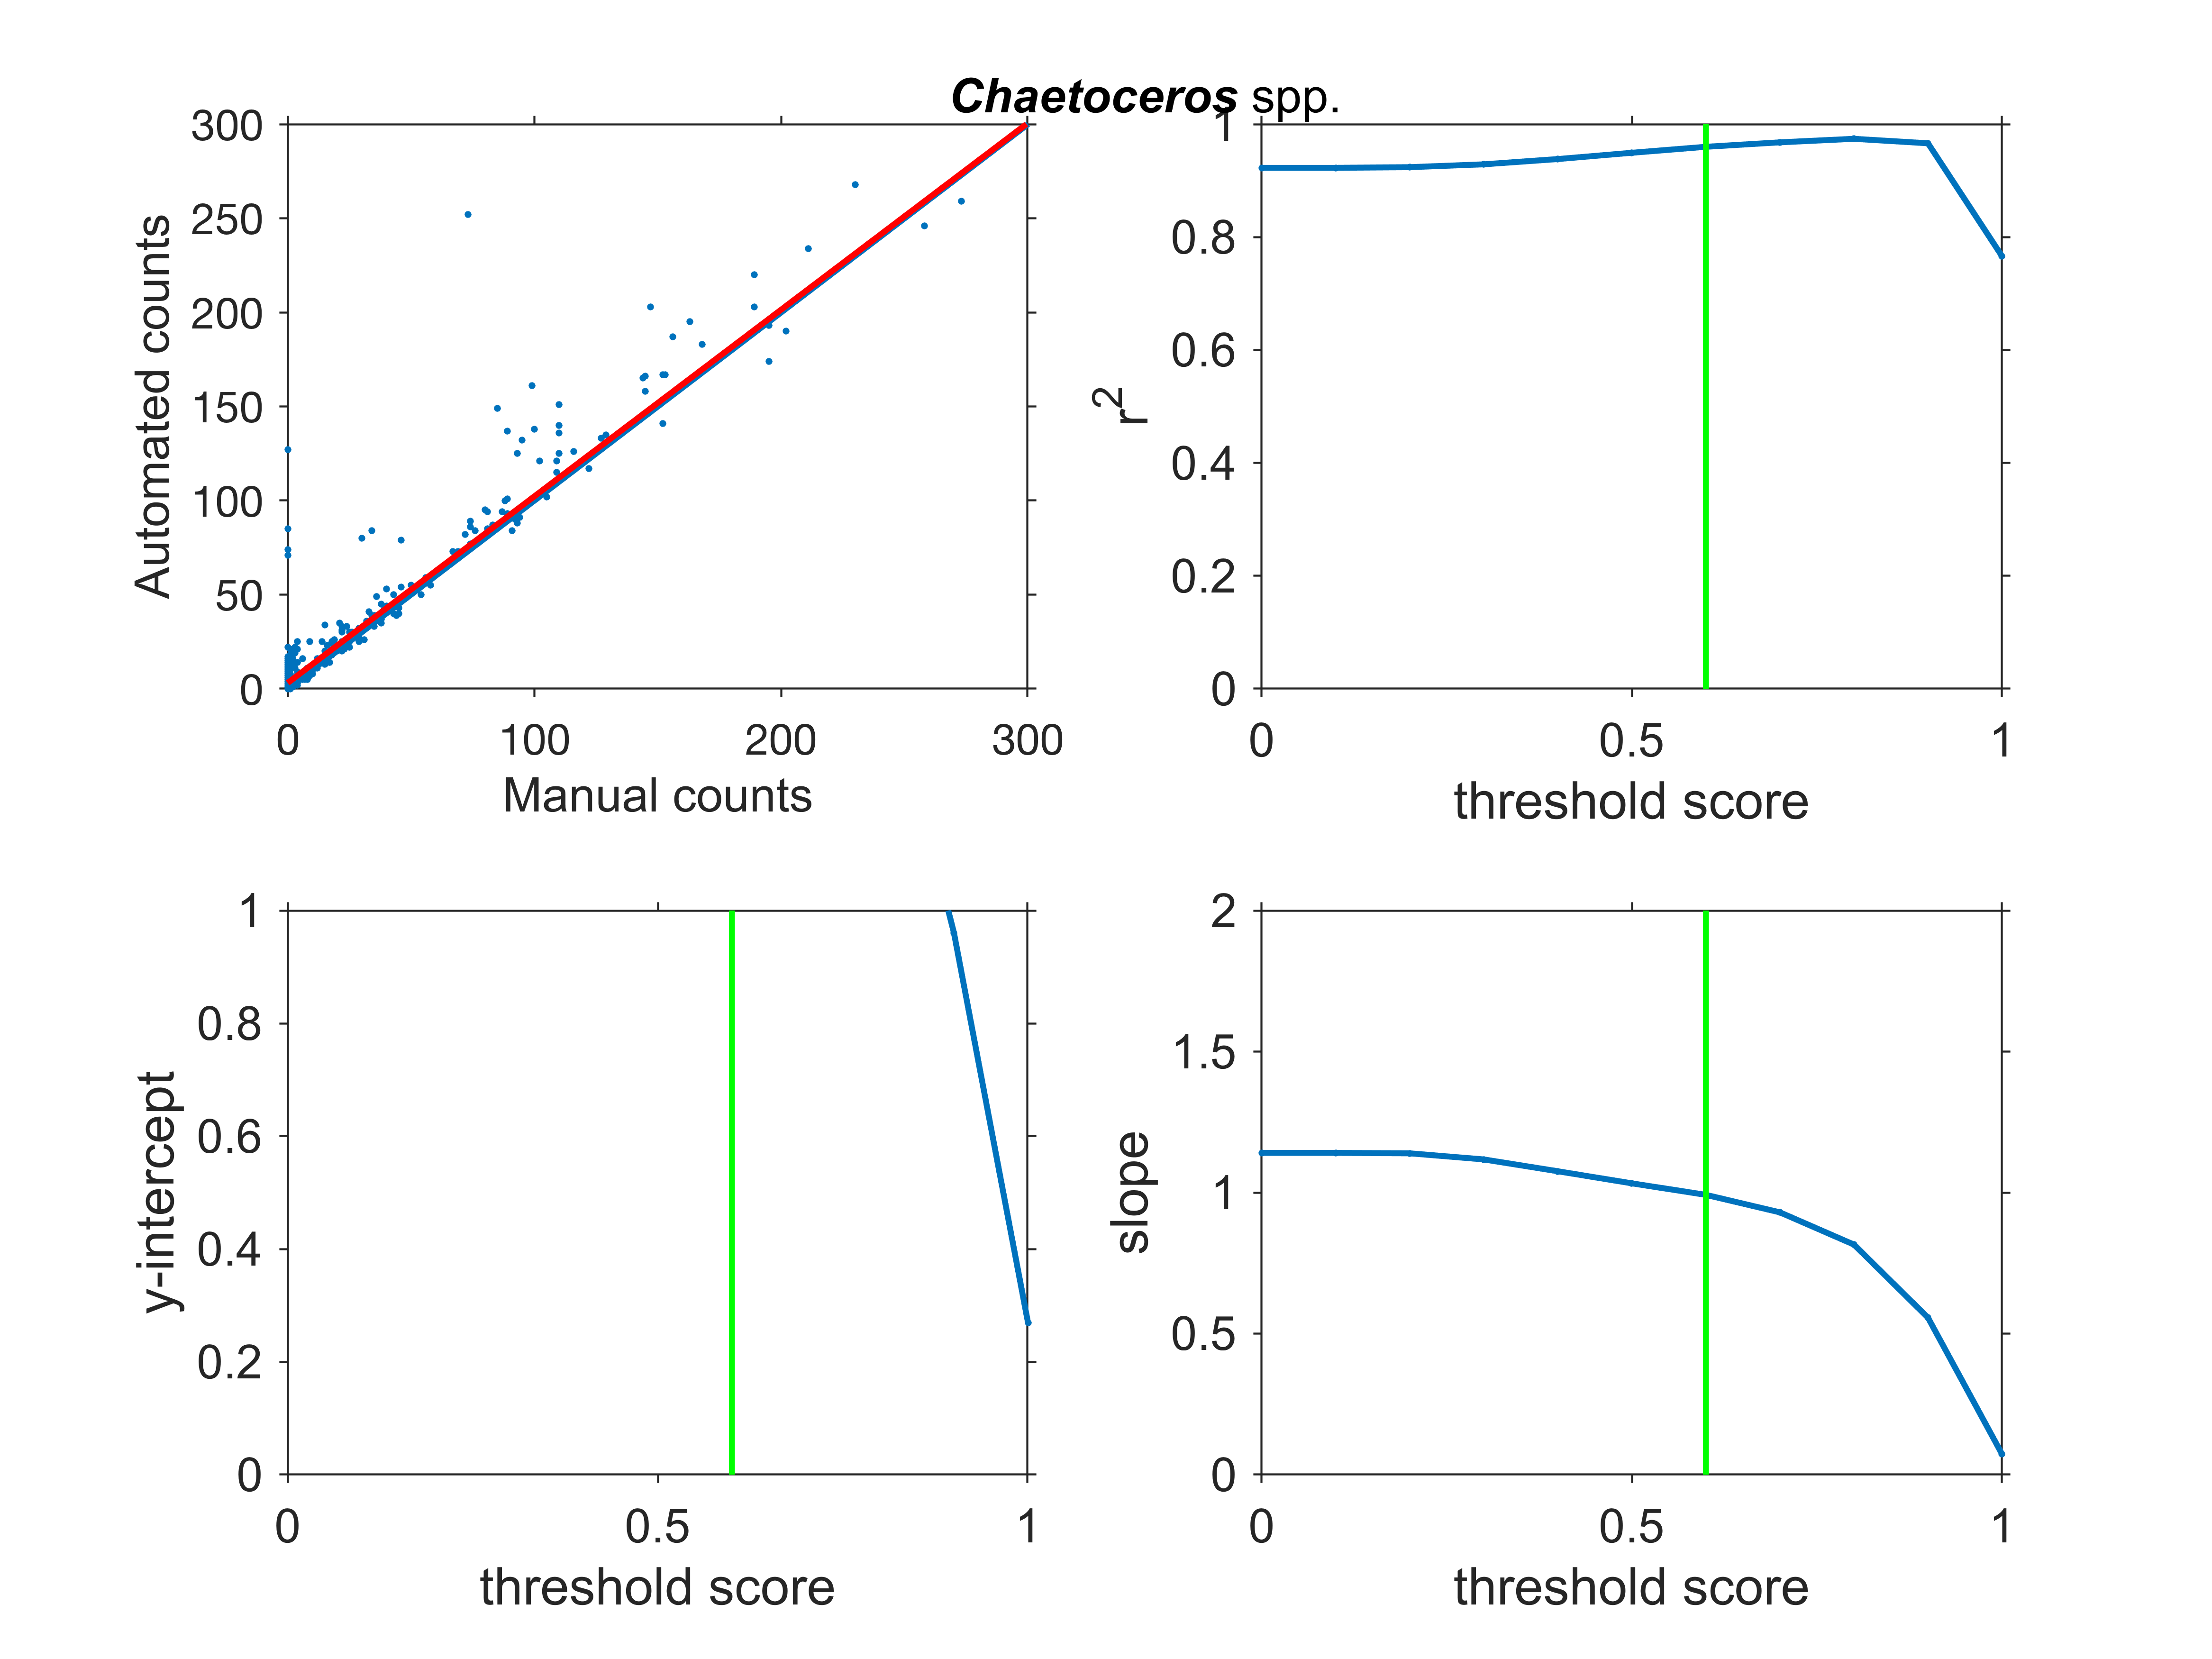 Chaetoceros spp.
300
250
200
150
100
50
0
Automated counts
0 100 200 300
Manual counts
1
0.8
0.6
0.4
0.2
0
r2
0 0.5 1
threshold score
1
0.8
0.6
0.4
0.2
0
y-intercept
0 0.5 1
threshold score
2
1.5
1
0.5
0
slope
0 0.5 1
threshold score